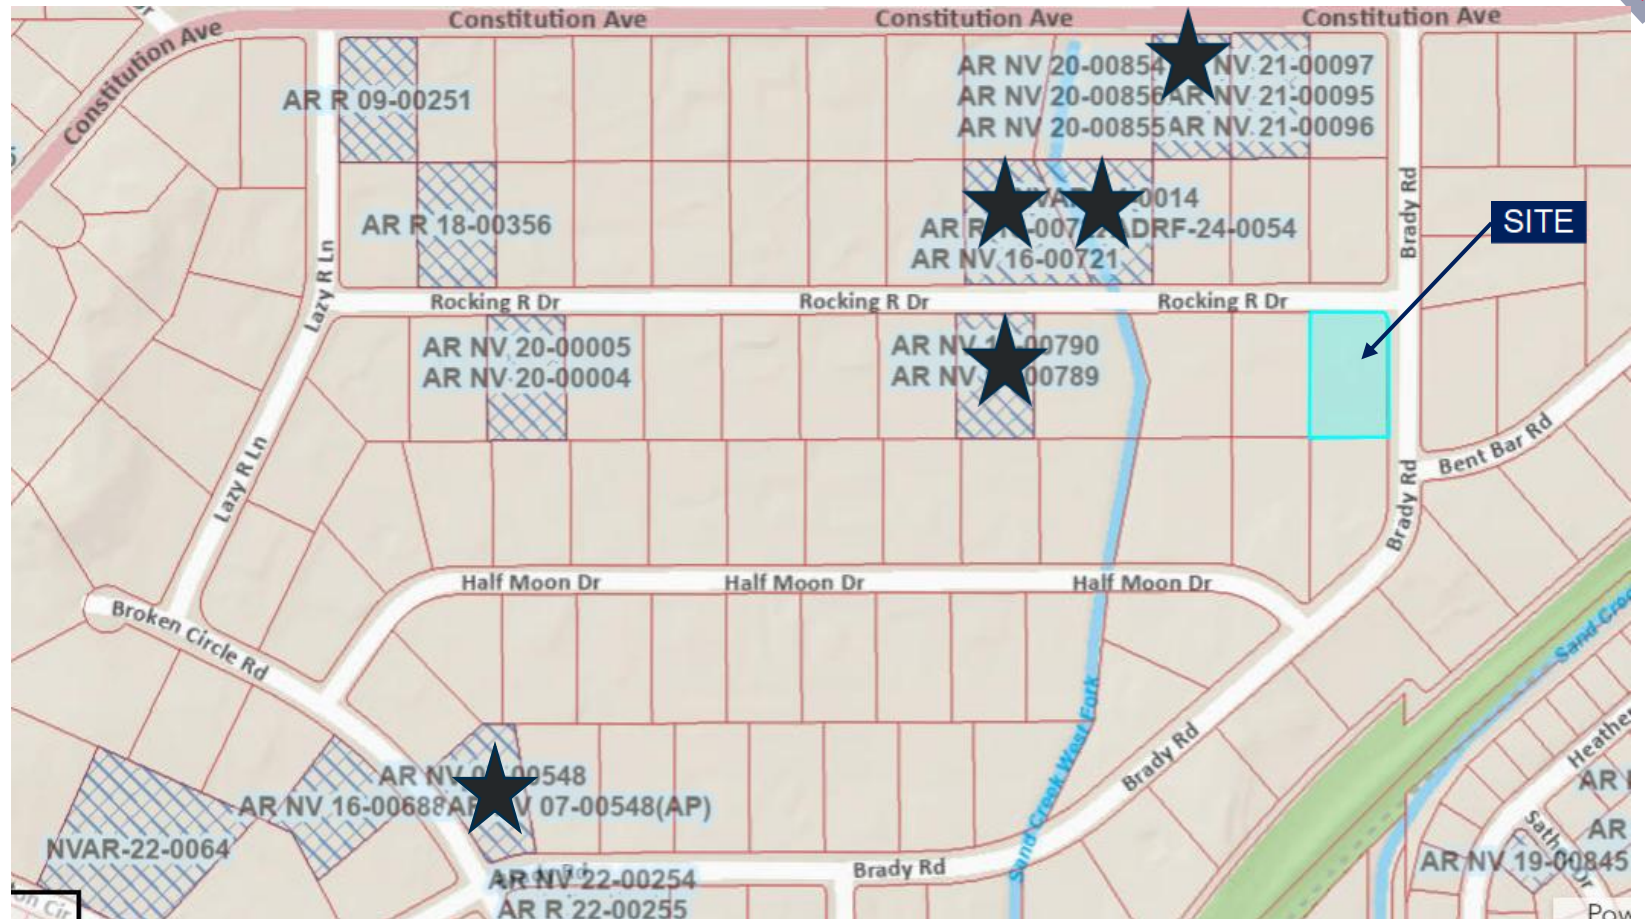 Constitution Ave
Constitution Ave
Constitution Ave
Constitution Ave
AR R 09-00251
AR NV 20-00854
NV 21-00097
AR NV 20-00856
AR NV 21-00095
AR NV 20-00855
AR NV 21-00096
AR R 18-00356
0014
ADRF-24-0054
AR NV 16-00721
Brady Rd
SITE
Lazy R Ln
Rocking R Dr
Rocking R Dr
Rocking R Dr
AR NV 20-00005
AR NV 20-00004
AR NV
00790
AR NV
00789
Lazy R Ln
Bent Bar Rd
Brady Rd
Half Moon Dr
Half Moon Dr
Half Moon Dr
Broken Circle Rd
Sand Creek West Fork
Brady Rd
AR NV
00548
AR NV 16-00688
07-00548(AP)
NVAR-22-0064
Brady Rd
AR NV 22-00254
AR R 22-00255
AR
AR
AR NV 19-00845